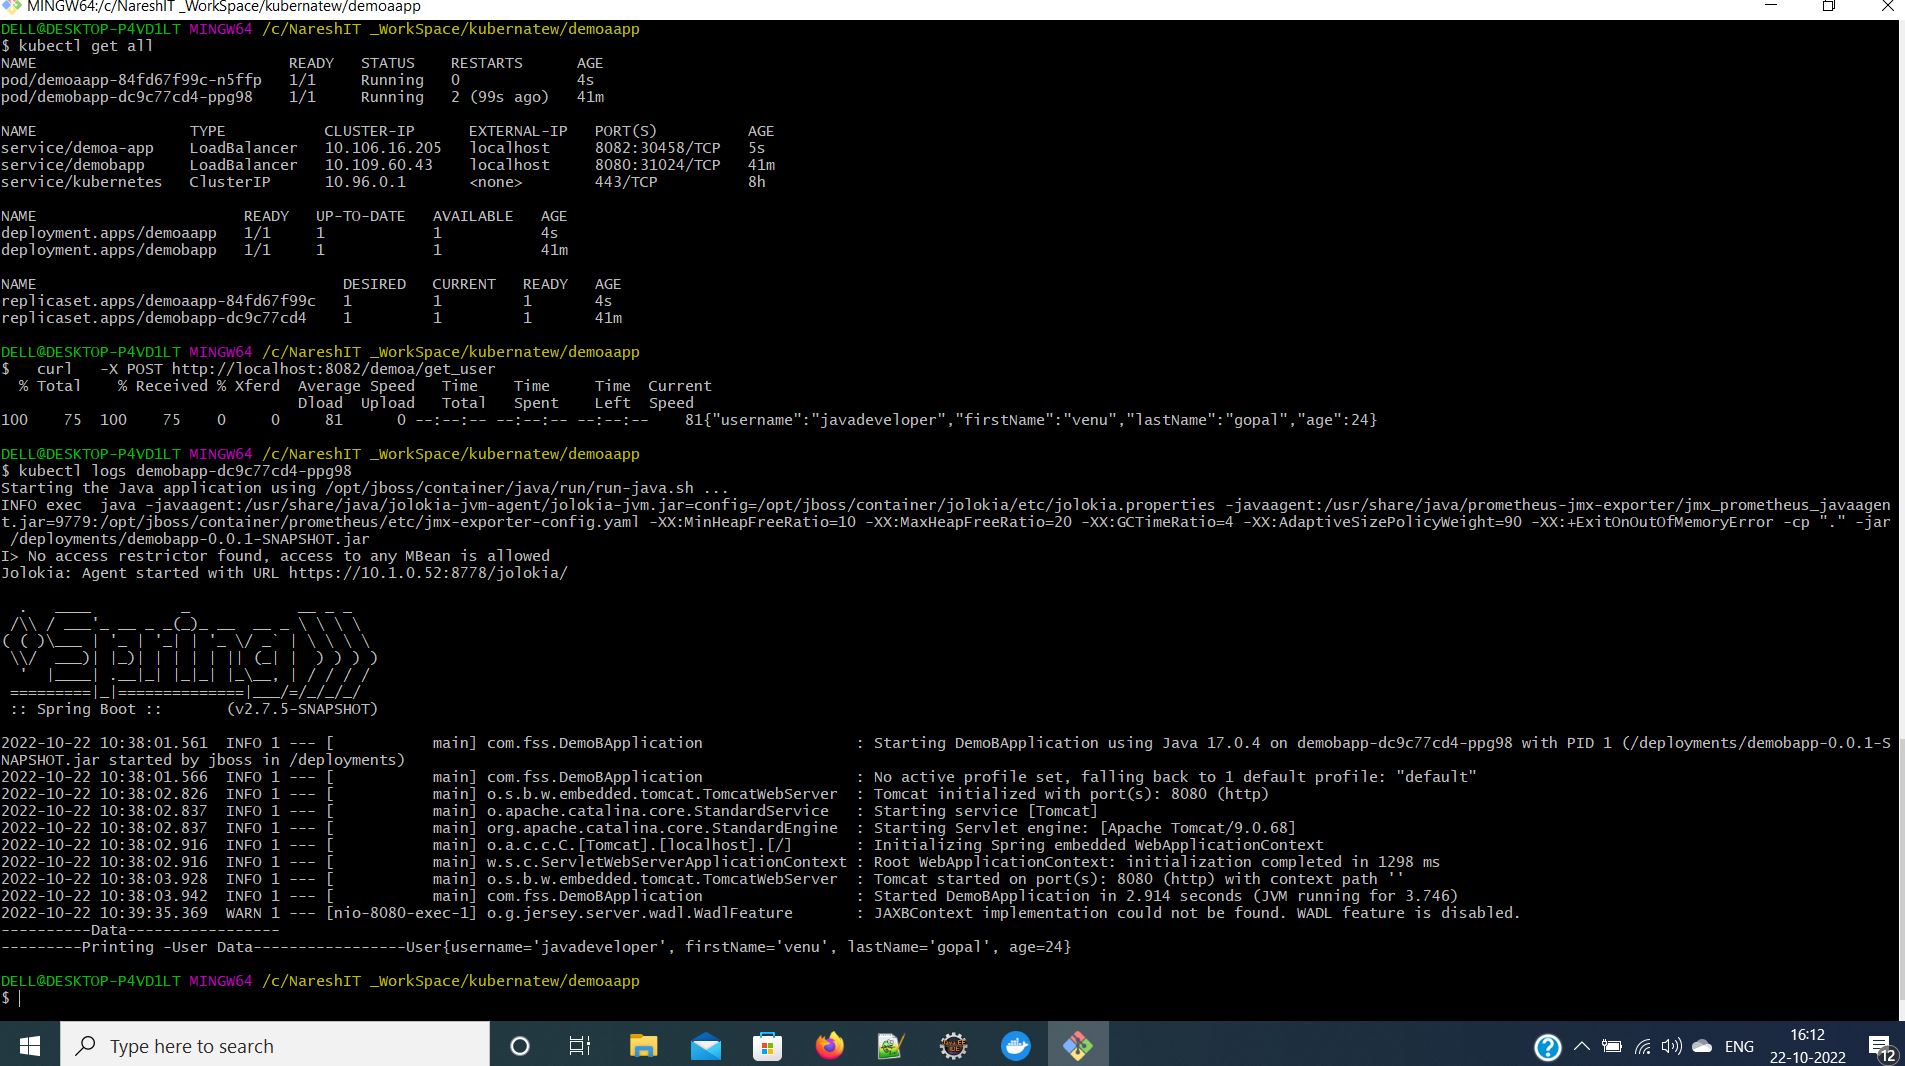 MINGW64:/c/NareshIT _WorkSpace/kubernatew/demoaapp
DELL@DESKTOP-P4VD1LT MINGW64 /c/NareshIT _WorkSpace/kubernatew/demoaapp
$ kubectl get all
NAME READY STATUS RESTARTS AGE
pod/demoaapp-84fd67f99c-n5ffp 1/1 Running 0 4s
pod/demobapp-dc9c77cd4-ppg98 1/1 Running 2 (99s ago) 41m
NAME TYPE CLUSTER-IP EXTERNAL-IP PORT(S) AGE
service/demoa-app LoadBalancer 10.106.16.205 localhost 8082:30458/TCP 5s
service/demobapp LoadBalancer 10.109.60.43 localhost 8080:31024/TCP 41m
service/kubernetes ClusterIP 10.96.0.1 <none> 443/TCP 8h
NAME READY UP-TO-DATE AVAILABLE AGE
deployment.apps/demoaapp 1/1 1 1 4s
deployment.apps/demobapp 1/1 1 1 41m
NAME DESIRED CURRENT READY AGE
replicaset.apps/demoaapp-84fd67f99c 1 1 1 4s
replicaset.apps/demobapp-dc9c77cd4 1 1 1 41m
DELL@DESKTOP-P4VD1LT MINGW64 /c/NareshIT _WorkSpace/kubernatew/demoaapp
$ curl -X POST http://localhost:8082/demoa/get_user
% Total % Received % Xferd Average Speed Time Time Time Current
Dload Upload Total Spent Left Speed
100 75 100 75 0 0 81 0 --:--:-- --:--:-- --:--:-- 81{"username":"javadeveloper","firstName":"venu","lastName":"gopal","age":24}
DELL@DESKTOP-P4VD1LT MINGW64 /c/NareshIT _WorkSpace/kubernatew/demoaapp
$ kubectl logs demobapp-dc9c77cd4-ppg98
Starting the Java application using /opt/jboss/container/java/run/run-java.sh ...
INFO exec java -javaagent:/usr/share/java/jolokia-jvm-agent/jolokia-jvm.jar=config=/opt/jboss/container/jolokia/etc/jolokia.properties -javaagent:/usr/share/java/prometheus-jmx-exporter/jmx_prometheus_javaagen
t.jar=9779:/opt/jboss/container/prometheus/etc/jmx-exporter-config.yaml -XX:MinHeapFreeRatio=10 -XX:MaxHeapFreeRatio=20 -XX:GCTimeRatio=4 -XX:AdaptiveSizePolicyWeight=90 -XX:+ExitOnOutOfMemoryError -cp "." -jar
/deployments/demobapp-0.0.1-SNAPSHOT.jar
I> No access restrictor found, access to any MBean is allowed
Jolokia: Agent started with URL https://10.1.0.52:8778/jolokia/
Spring
:: Spring Boot :: (v2.7.5-SNAPSHOT)
2022-10-22 10:38:01.561 INFO 1 --- [ main] com.fss.DemoBApplication : Starting DemoBApplication using Java 17.0.4 on demobapp-dc9c77cd4-ppg98 with PID 1 (/deployments/demobapp-0.0.1-S
NAPSHOT.jar started by jboss in /deployments)
2022-10-22 10:38:01.566 INFO 1 --- [ main] com.fss.DemoBApplication : No active profile set, falling back to 1 default profile: "default"
2022-10-22 10:38:02.826 INFO 1 --- [ main] o.s.b.w.embedded.tomcat.TomcatWebServer : Tomcat initialized with port(s): 8080 (http)
2022-10-22 10:38:02.837 INFO 1 --- [ main] o.apache.catalina.core.StandardService : Starting service [Tomcat]
2022-10-22 10:38:02.837 INFO 1 --- [ main] org.apache.catalina.core.StandardEngine : Starting Servlet engine: [Apache Tomcat/9.0.68]
2022-10-22 10:38:02.916 INFO 1 --- [ main] o.a.c.c.C.[Tomcat].[localhost].[/] : Initializing Spring embedded WebApplicationContext
2022-10-22 10:38:02.916 INFO 1 --- [ main] w.s.c.ServletWebServerApplicationContext : Root WebApplicationContext: initialization completed in 1298 ms
2022-10-22 10:38:03.928 INFO 1 --- [ main] o.s.b.w.embedded.tomcat.TomcatWebServer : Tomcat started on port(s): 8080 (http) with context path ''
2022-10-22 10:38:03.942 INFO 1 --- [ main] com.fss.DemoBApplication : Started DemoBApplication in 2.914 seconds (JVM running for 3.746)
2022-10-22 10:39:35.369 WARN 1 --- [nio-8080-exec-1] o.g.jersey.server.wadl.WadlFeature : JAXBContext implementation could not be found. WADL feature is disabled.
----------Data-----------------
---------Printing -User Data-----------------User{username='javadeveloper', firstName='venu', lastName='gopal', age=24}
DELL@DESKTOP-P4VD1LT MINGW64 /c/NareshIT _WorkSpace/kubernatew/demoaapp
$
Type here to search
ENG
16:12
22-10-2022
12